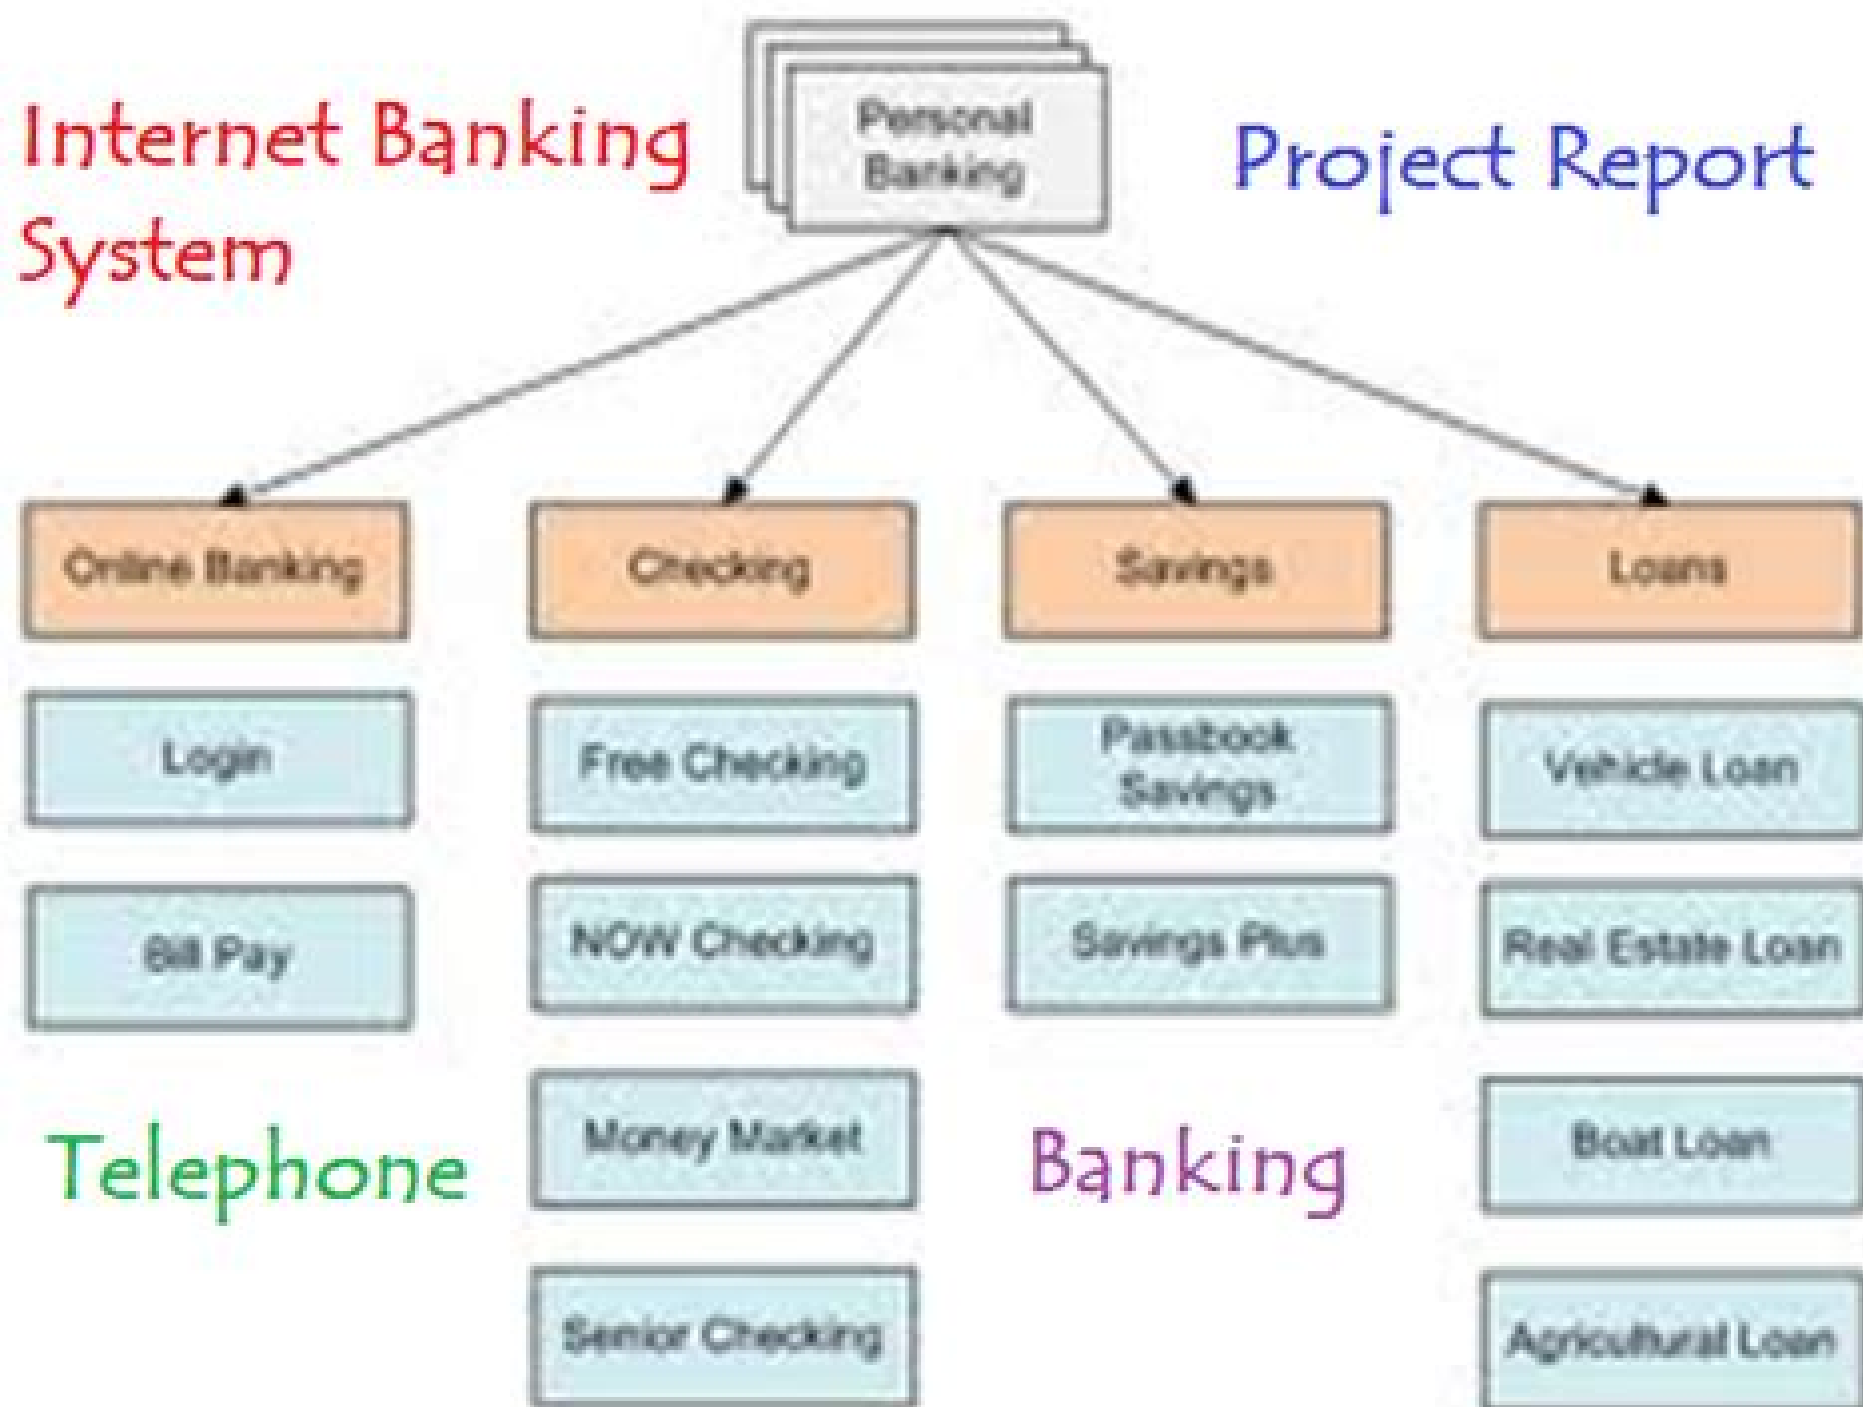 Internet Banking
System
Personal
Banking
Project Report
Online Banking
Checking
Savings
Loans
Login
Free Checking
Passbook
Savings
Vehicle Loan
Bill Pay
NOW Checking
Savings Plus
Real Estate Loan
Telephone
Money Market
Banking
Boat Loan
Senior Checking
Agricultural Loan